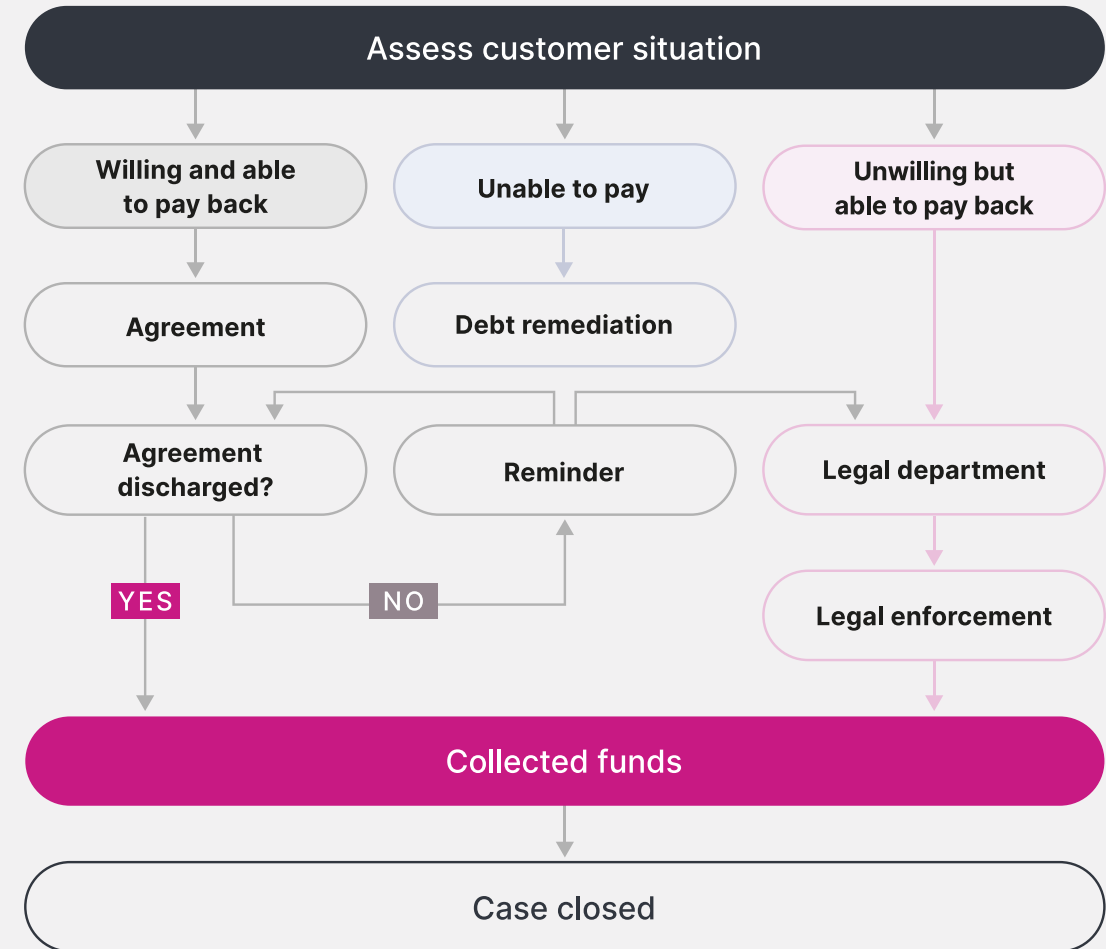 Assess customer situation
Willing and able
to pay back
Unable to pay
Unwilling but
able to pay back
Agreement
Debt remediation
Agreement
discharged?
Reminder
Legal department
YES
NO
Legal enforcement
Collected funds
Case closed